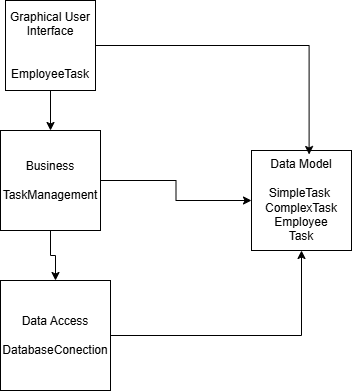 Graphical User
Interface
EmployeeTask
Business
TaskManagement
Data Model
SimpleTask
ComplexTask
Employee
Task
Data Access
DatabaseConection